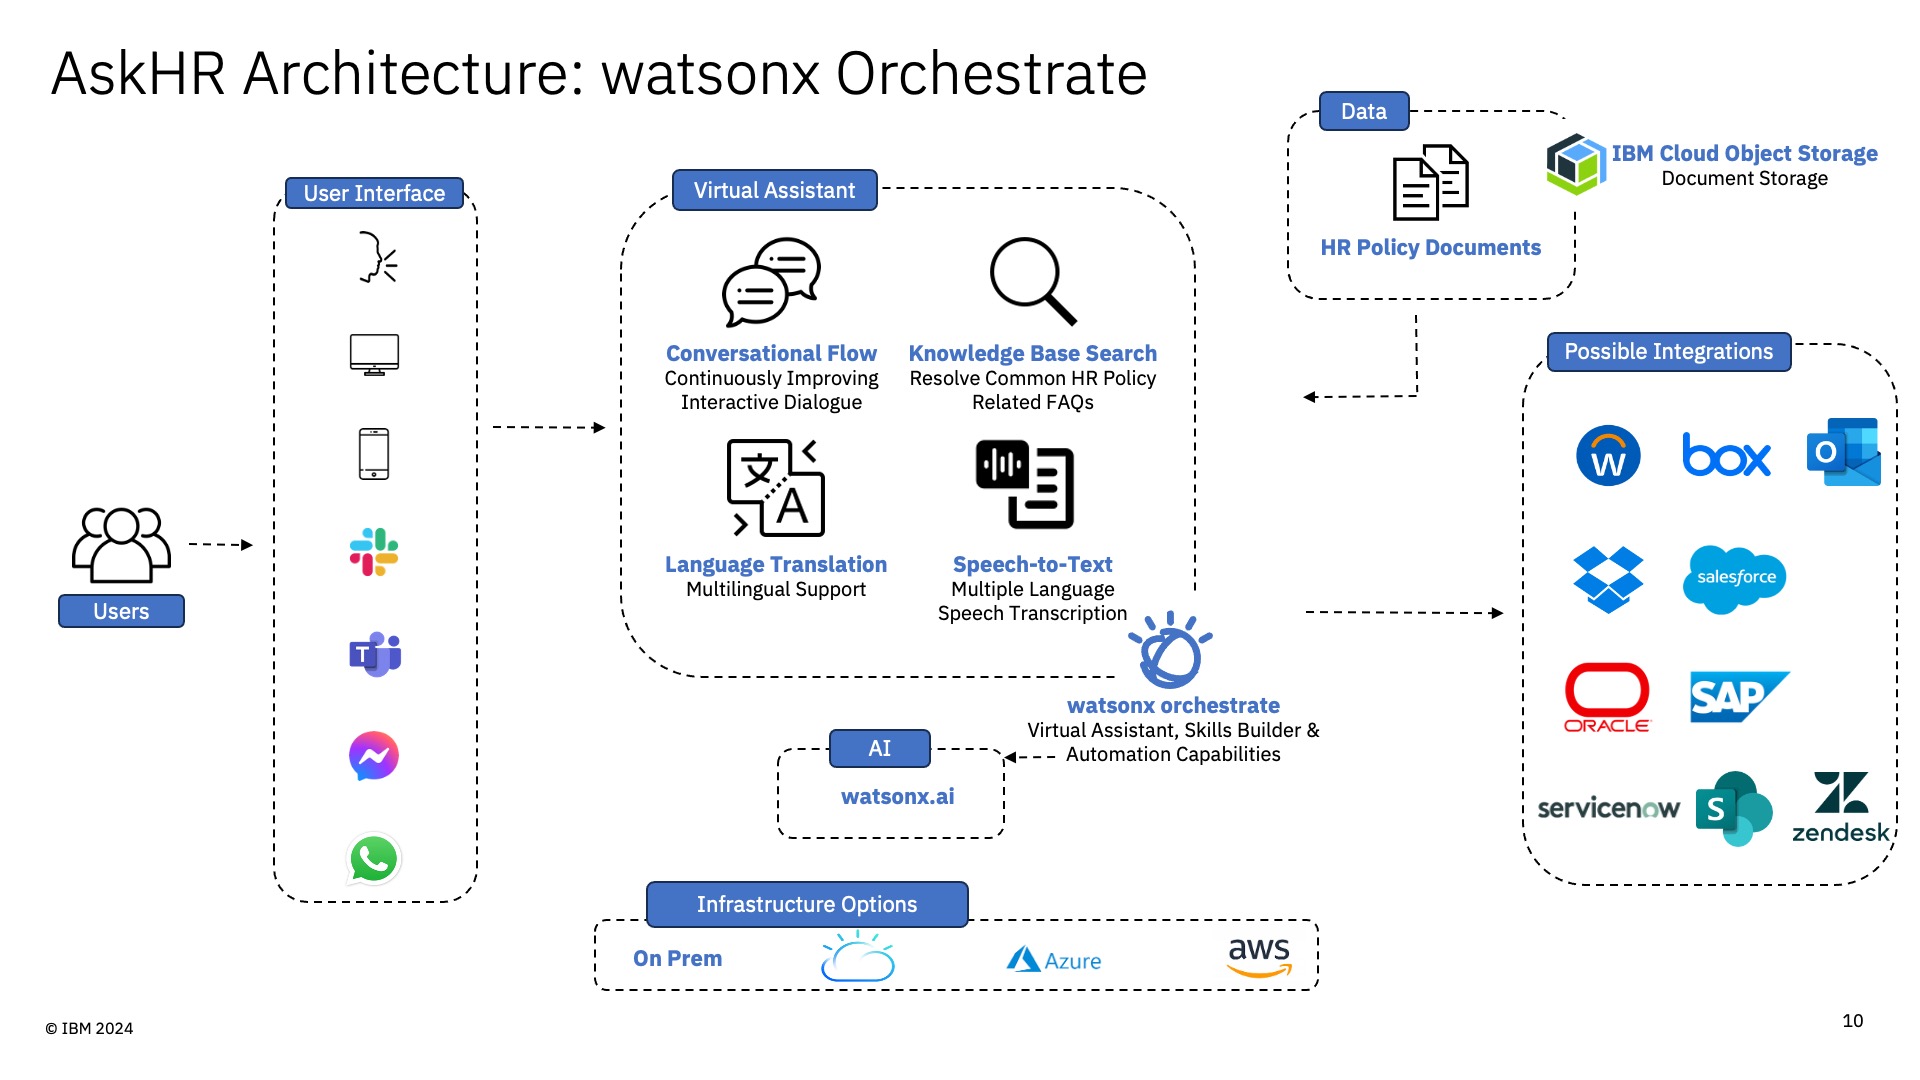 AskHR Architecture: watsonx Orchestrate
Data
IBM Cloud Object Storage
Document Storage
HR Policy Documents
User Interface
Virtual Assistant
Conversational Flow
Continuously Improving
Interactive Dialogue
Knowledge Base Search
Resolve Common HR Policy
Related FAQs
文
A
Language Translation
Multilingual Support
Speech-to-Text
Multiple Language
Speech Transcription
Users
T
watsonx orchestrate
Virtual Assistant, Skills Builder &
Automation Capabilities
AI
watsonx.ai
Possible Integrations
w
box
O
salesforce
ORACLE
SAP
servicenow
S
zendesk
Infrastructure Options
On Prem
Azure
aws
© IBM 2024
10